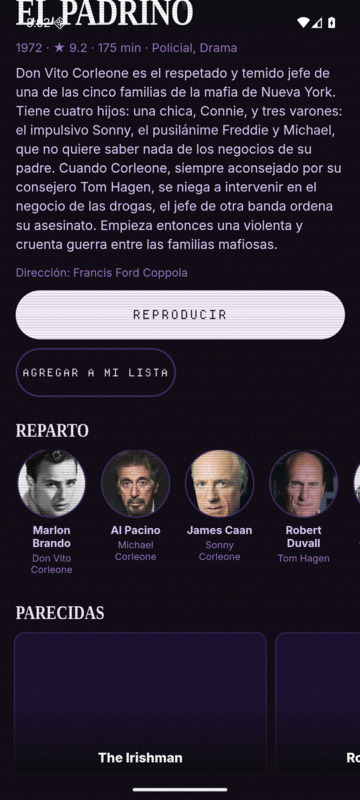 EL PADRINO
1972 · ★ 9.2 · 175 min · Policial, Drama
Don Vito Corleone es el respetado y temido jefe de
una de las cinco familias de la mafia de Nueva York.
Tiene cuatro hijos: una chica, Connie, y tres varones:
el impulsivo Sonny, el pusilánime Freddie y Michael,
que no quiere saber nada de los negocios de su
padre. Cuando Corleone, siempre aconsejado por su
consejero Tom Hagen, se niega a intervenir en el
negocio de las drogas, el jefe de otra banda ordena
su asesinato. Empieza entonces una violenta y
cruenta guerra entre las familias mafiosas.
Dirección: Francis Ford Coppola
REPRODUCIR
AGREGAR A MI LISTA
REPARTO
Marlon
Brando
Don Vito
Corleone
Al Pacino
Michael
Corleone
James Caan
Sonny
Corleone
Robert
Duvall
Tom Hagen
PARECIDAS
The Irishman